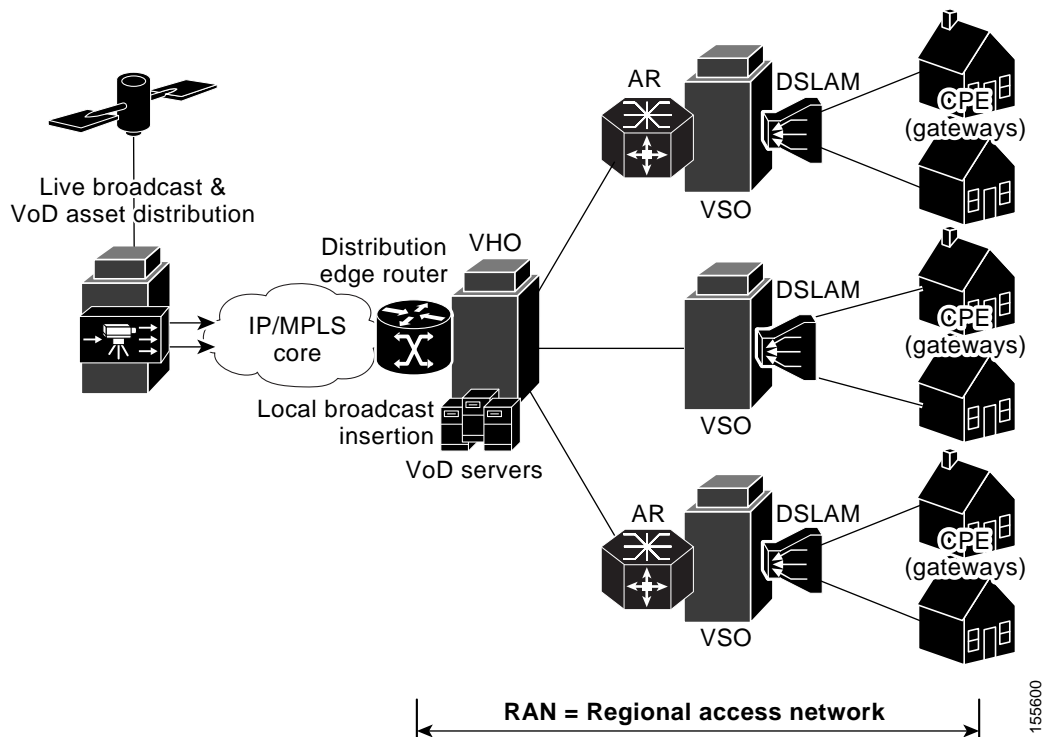 Live broadcast &
VoD asset distribution
IP/MPLS
core
Distribution
edge router
VHO
Local broadcast
insertion
VoD servers
AR
VSO
DSLAM
CPE
(gateways)
VSO
DSLAM
CPE
(gateways)
AR
VSO
DSLAM
CPE
(gateways)
RAN = Regional access network
155600